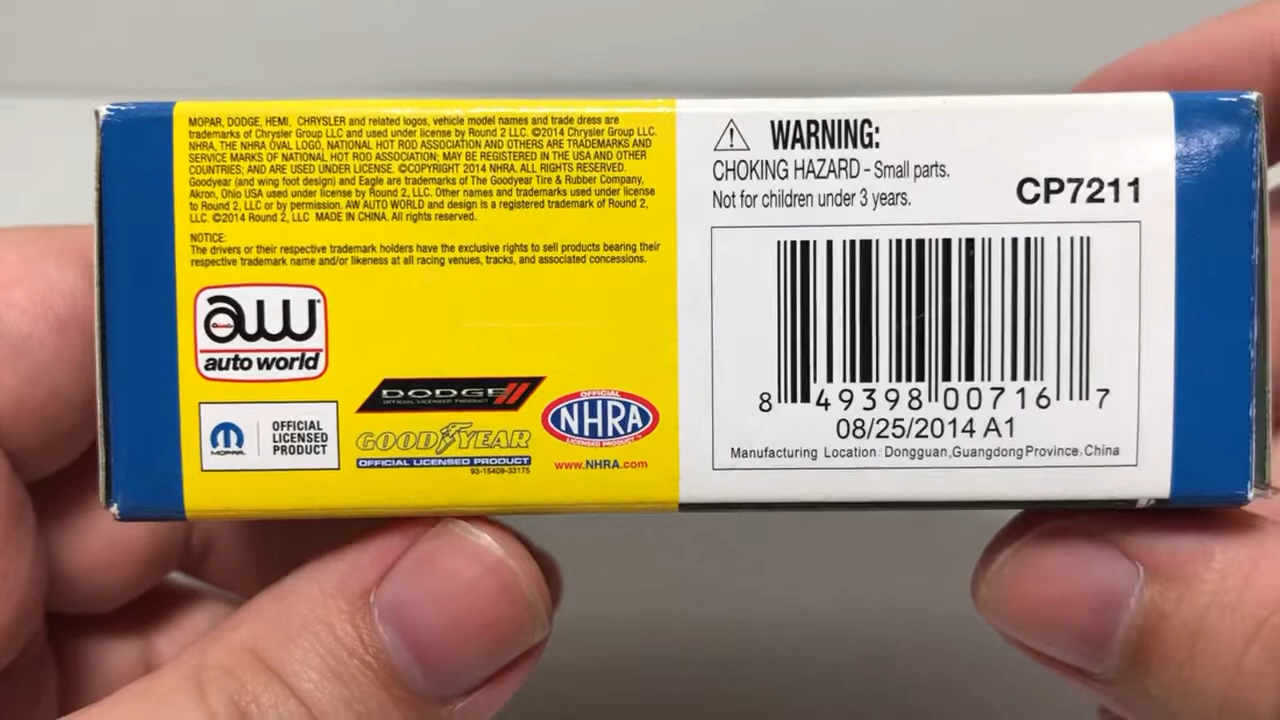 MOPAR, DODGE, HEMI, CHRYSLER and related logos, vehicle model names and trade dress are
trademarks of Chrysler Group LLC and used under license by Round 2 LLC. ©2014 Chrysler Group LLC.
NHRA, THE NHRA OVAL LOGO, NATIONAL HOT ROD ASSOCIATION AND OTHERS ARE TRADEMARKS AND
SERVICE MARKS OF NATIONAL HOT ROD ASSOCIATION; MAY BE REGISTERED IN THE USA AND OTHER
COUNTRIES; AND ARE USED UNDER LICENSE. ©COPYRIGHT 2014 NHRA. ALL RIGHTS RESERVED.
Goodyear (and wing foot design) and Eagle are trademarks of The Goodyear Tire & Rubber Company,
Akron, Ohio USA used under license by Round 2, LLC. Other names and trademarks used under license
to Round 2, LLC or by permission. AW AUTO WORLD and design is a registered trademark of Round 2,
LLC. ©2014 Round 2, LLC MADE IN CHINA. All rights reserved.
NOTICE:
The drivers or their respective trademark holders have the exclusive rights to sell products bearing their
respective trademark name and/or likeness at all racing venues, tracks, and associated concessions.
aw
auto world
MOPAR
OFFICIAL
LICENSED
PRODUCT
DODGE
OFFICIAL LICENSED PRODUCT
GOODYEAR
OFFICIAL LICENSED PRODUCT
93-15409-33175
OFFICIAL
NHRA
LICENSED PRODUCT
www.NHRA.com
WARNING:
CHOKING HAZARD - Small parts.
Not for children under 3 years.
CP7211
8 49398 00716 7
08/25/2014 A1
Manufacturing Location: Dongguan, Guangdong Province, China